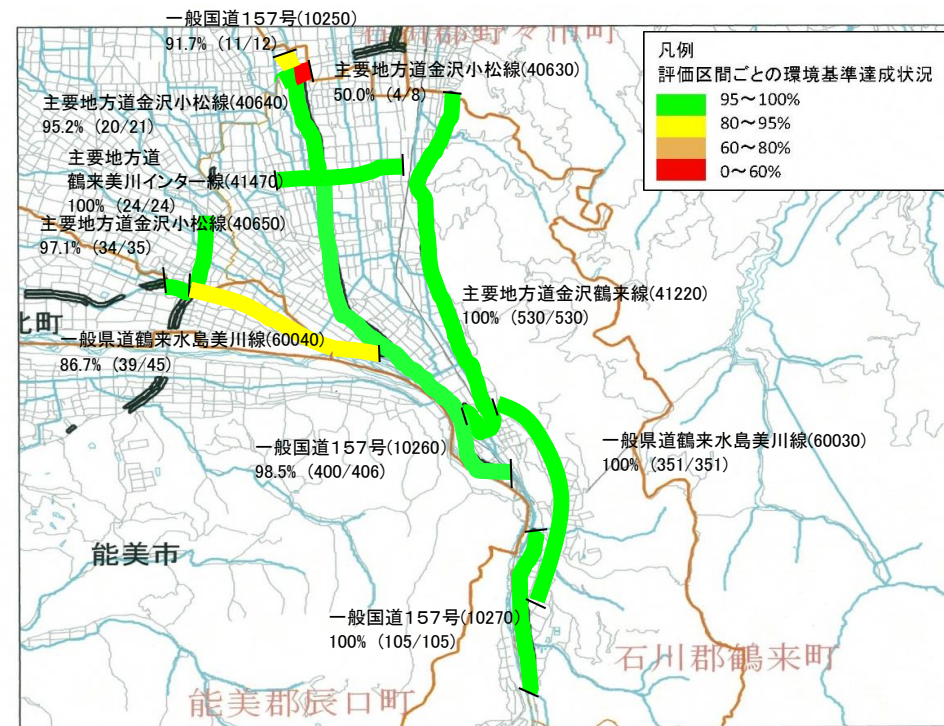 一般国道157号(10250)
91.7% (11/12)
石川郡野々市町
主要地方道金沢小松線(40630)
50.0% (4/8)
凡例
評価区間ごとの環境基準達成状況
95～100%
80～95%
60～80%
0～60%
主要地方道金沢小松線(40640)
95.2% (20/21)
主要地方道
鶴来美川インター線(41470)
100% (24/24)
主要地方道金沢小松線(40650)
97.1% (34/35)
主要地方道金沢鶴来線(41220)
100% (530/530)
北町
一般県道鶴来水島美川線(60040)
86.7% (39/45)
一般国道157号(10260)
98.5% (400/406)
一般県道鶴来水島美川線(60030)
100% (351/351)
能美市
一般国道157号(10270)
100% (105/105)
石川郡鶴来町
能美郡辰口町